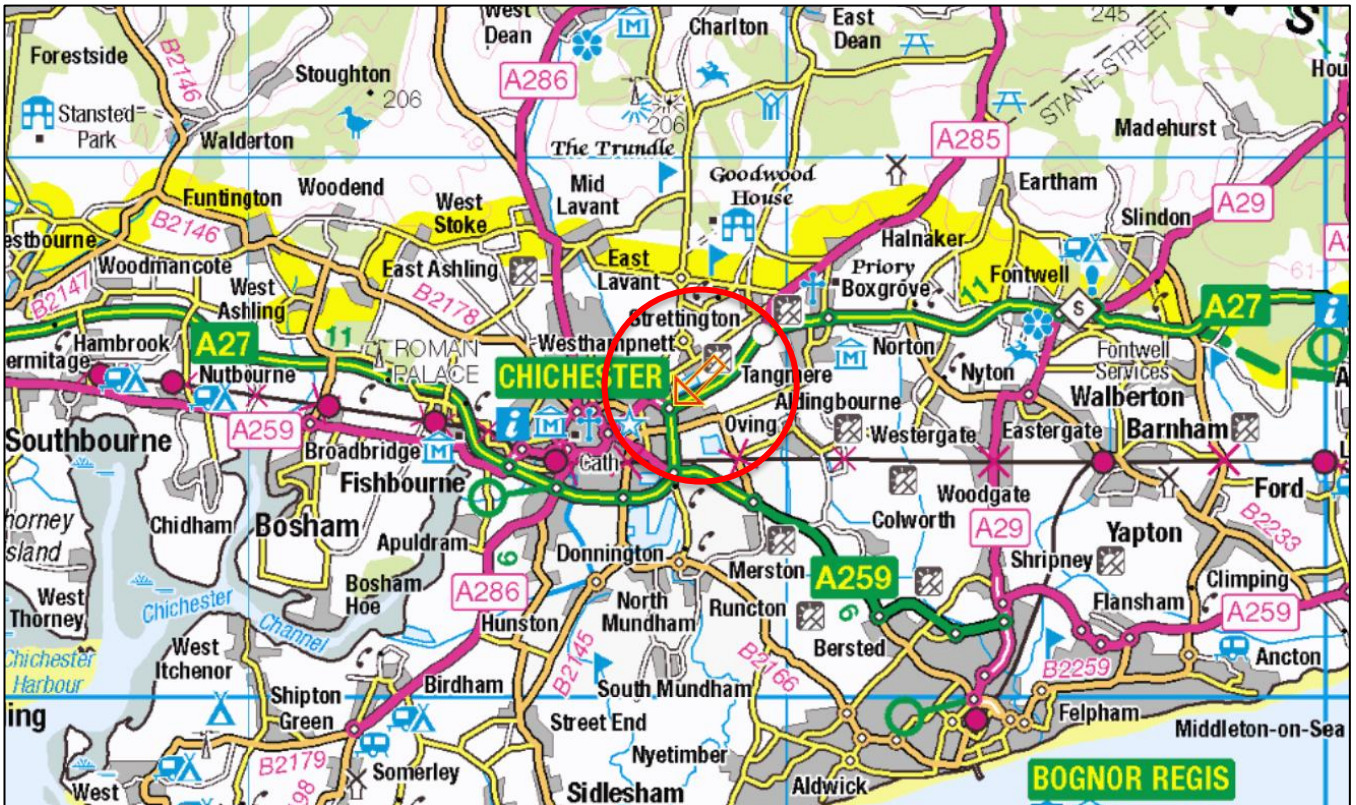 West
Dean
Charlton
East
Dean
245
N
S
Forestside
B2146
Stoughton
206
A286
STANE STREET
Hou
Stansted
Park
Walderton
206
The Trundle
A285
Madehurst
Funtington
Woodend
West
Stoke
Mid
Lavant
Goodwood
House
Eartham
A29
B2146
Slindon
estbourne
Halnaker
Woodmancote
East Ashling
East
Lavant
Priory
Boxgrove
Fontwell
61
B2147
West
Ashling
B2178
11
S
A27
Strettington
ermitage
Hambrook
A27
11
ROMAN
PALACE
Westhampnett
Norton
Fontwell
Services
Nutbourne
CHICHESTER
Tangmere
Nyton
Walberton
Aldingbourne
Southbourne
A259
Broadbridge
Oving
Westergate
Eastergate
Barnham
Cath
Fishbourne
Woodgate
Ford
horney
sland
Chidham
Bosham
Colworth
A29
Yapton
B2233
Apuldram
9
Donnington
Merston
A259
Shripney
Climping
West
Thorney
Chichester
Channel
Bosham
Hoe
A286
North
Mundham
Runcton
9
Flansham
A259
Hunston
B2145
Bersted
West
Itchenor
B2166
B2259
Ancton
Chichester
Harbour
Birdham
South Mundham
ing
Shipton
Green
Street End
Felpham
Middleton-on-Sea
B2179
Nyetimber
198
Somerley
Aldwick
BOGNOR REGIS
West
Sidlesham